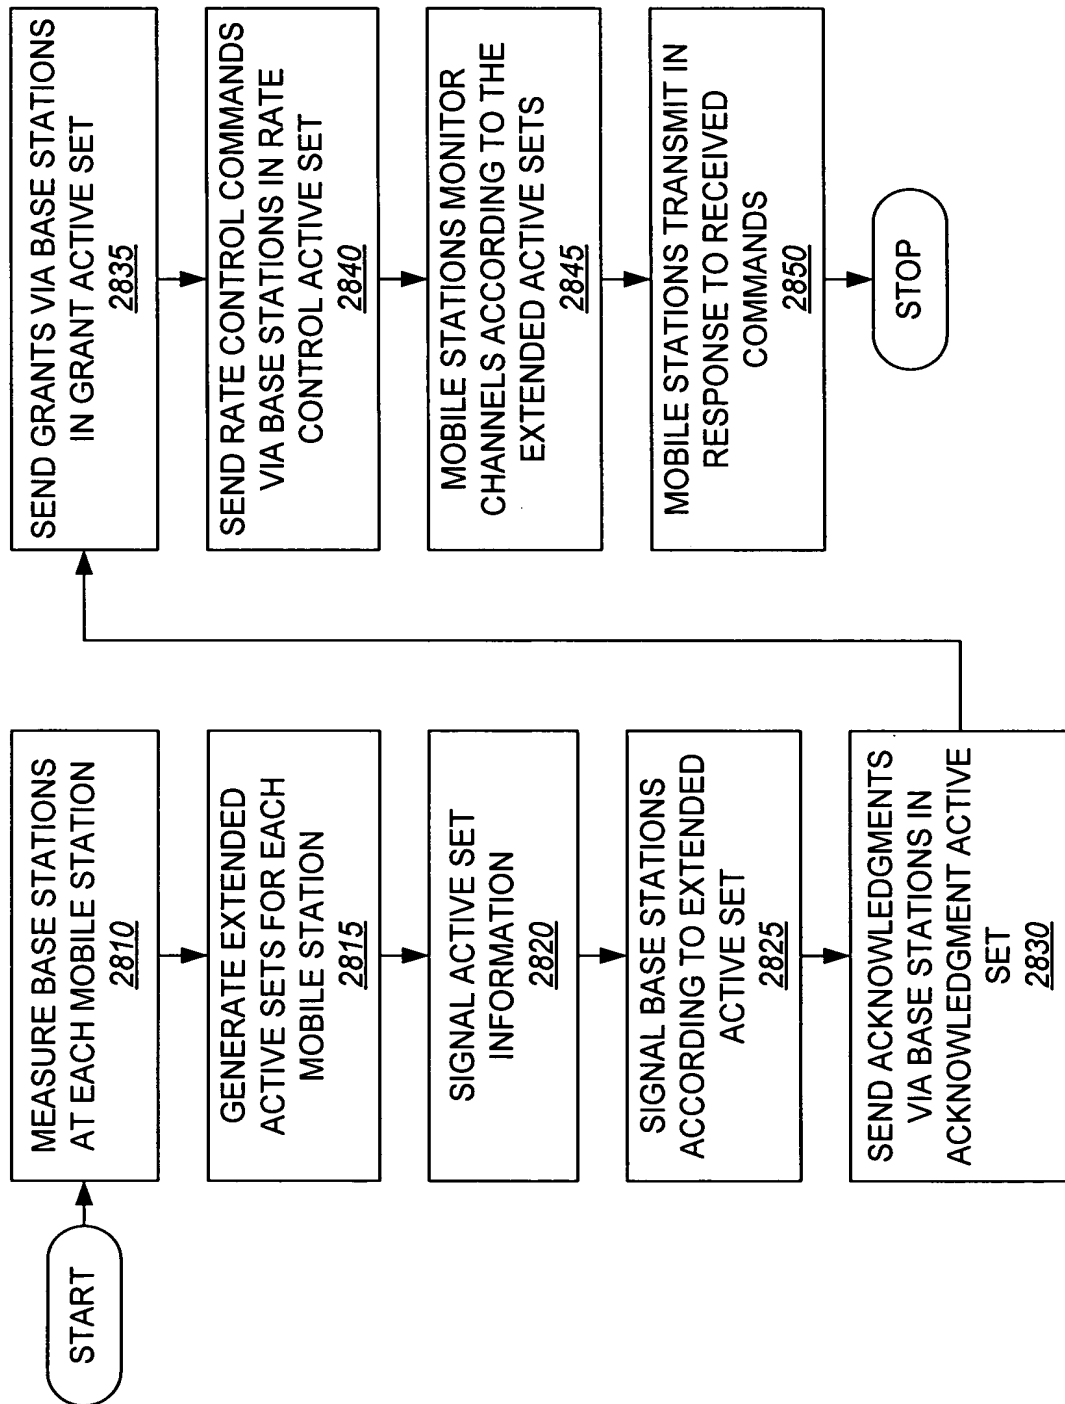 START
MEASURE BASE STATIONS
AT EACH MOBILE STATION
2810
GENERATE EXTENDED
ACTIVE SETS FOR EACH
MOBILE STATION
2815
SIGNAL ACTIVE SET
INFORMATION
2820
SIGNAL BASE STATIONS
ACCORDING TO EXTENDED
ACTIVE SET
2825
SEND ACKNOWLEDGMENTS
VIA BASE STATIONS IN
ACKNOWLEDGMENT ACTIVE
SET
2830
SEND GRANTS VIA BASE STATIONS
IN GRANT ACTIVE SET
2835
SEND RATE CONTROL COMMANDS
VIA BASE STATIONS IN RATE
CONTROL ACTIVE SET
2840
MOBILE STATIONS MONITOR
CHANNELS ACCORDING TO THE
EXTENDED ACTIVE SETS
2845
MOBILE STATIONS TRANSMIT IN
RESPONSE TO RECEIVED
COMMANDS
2850
STOP